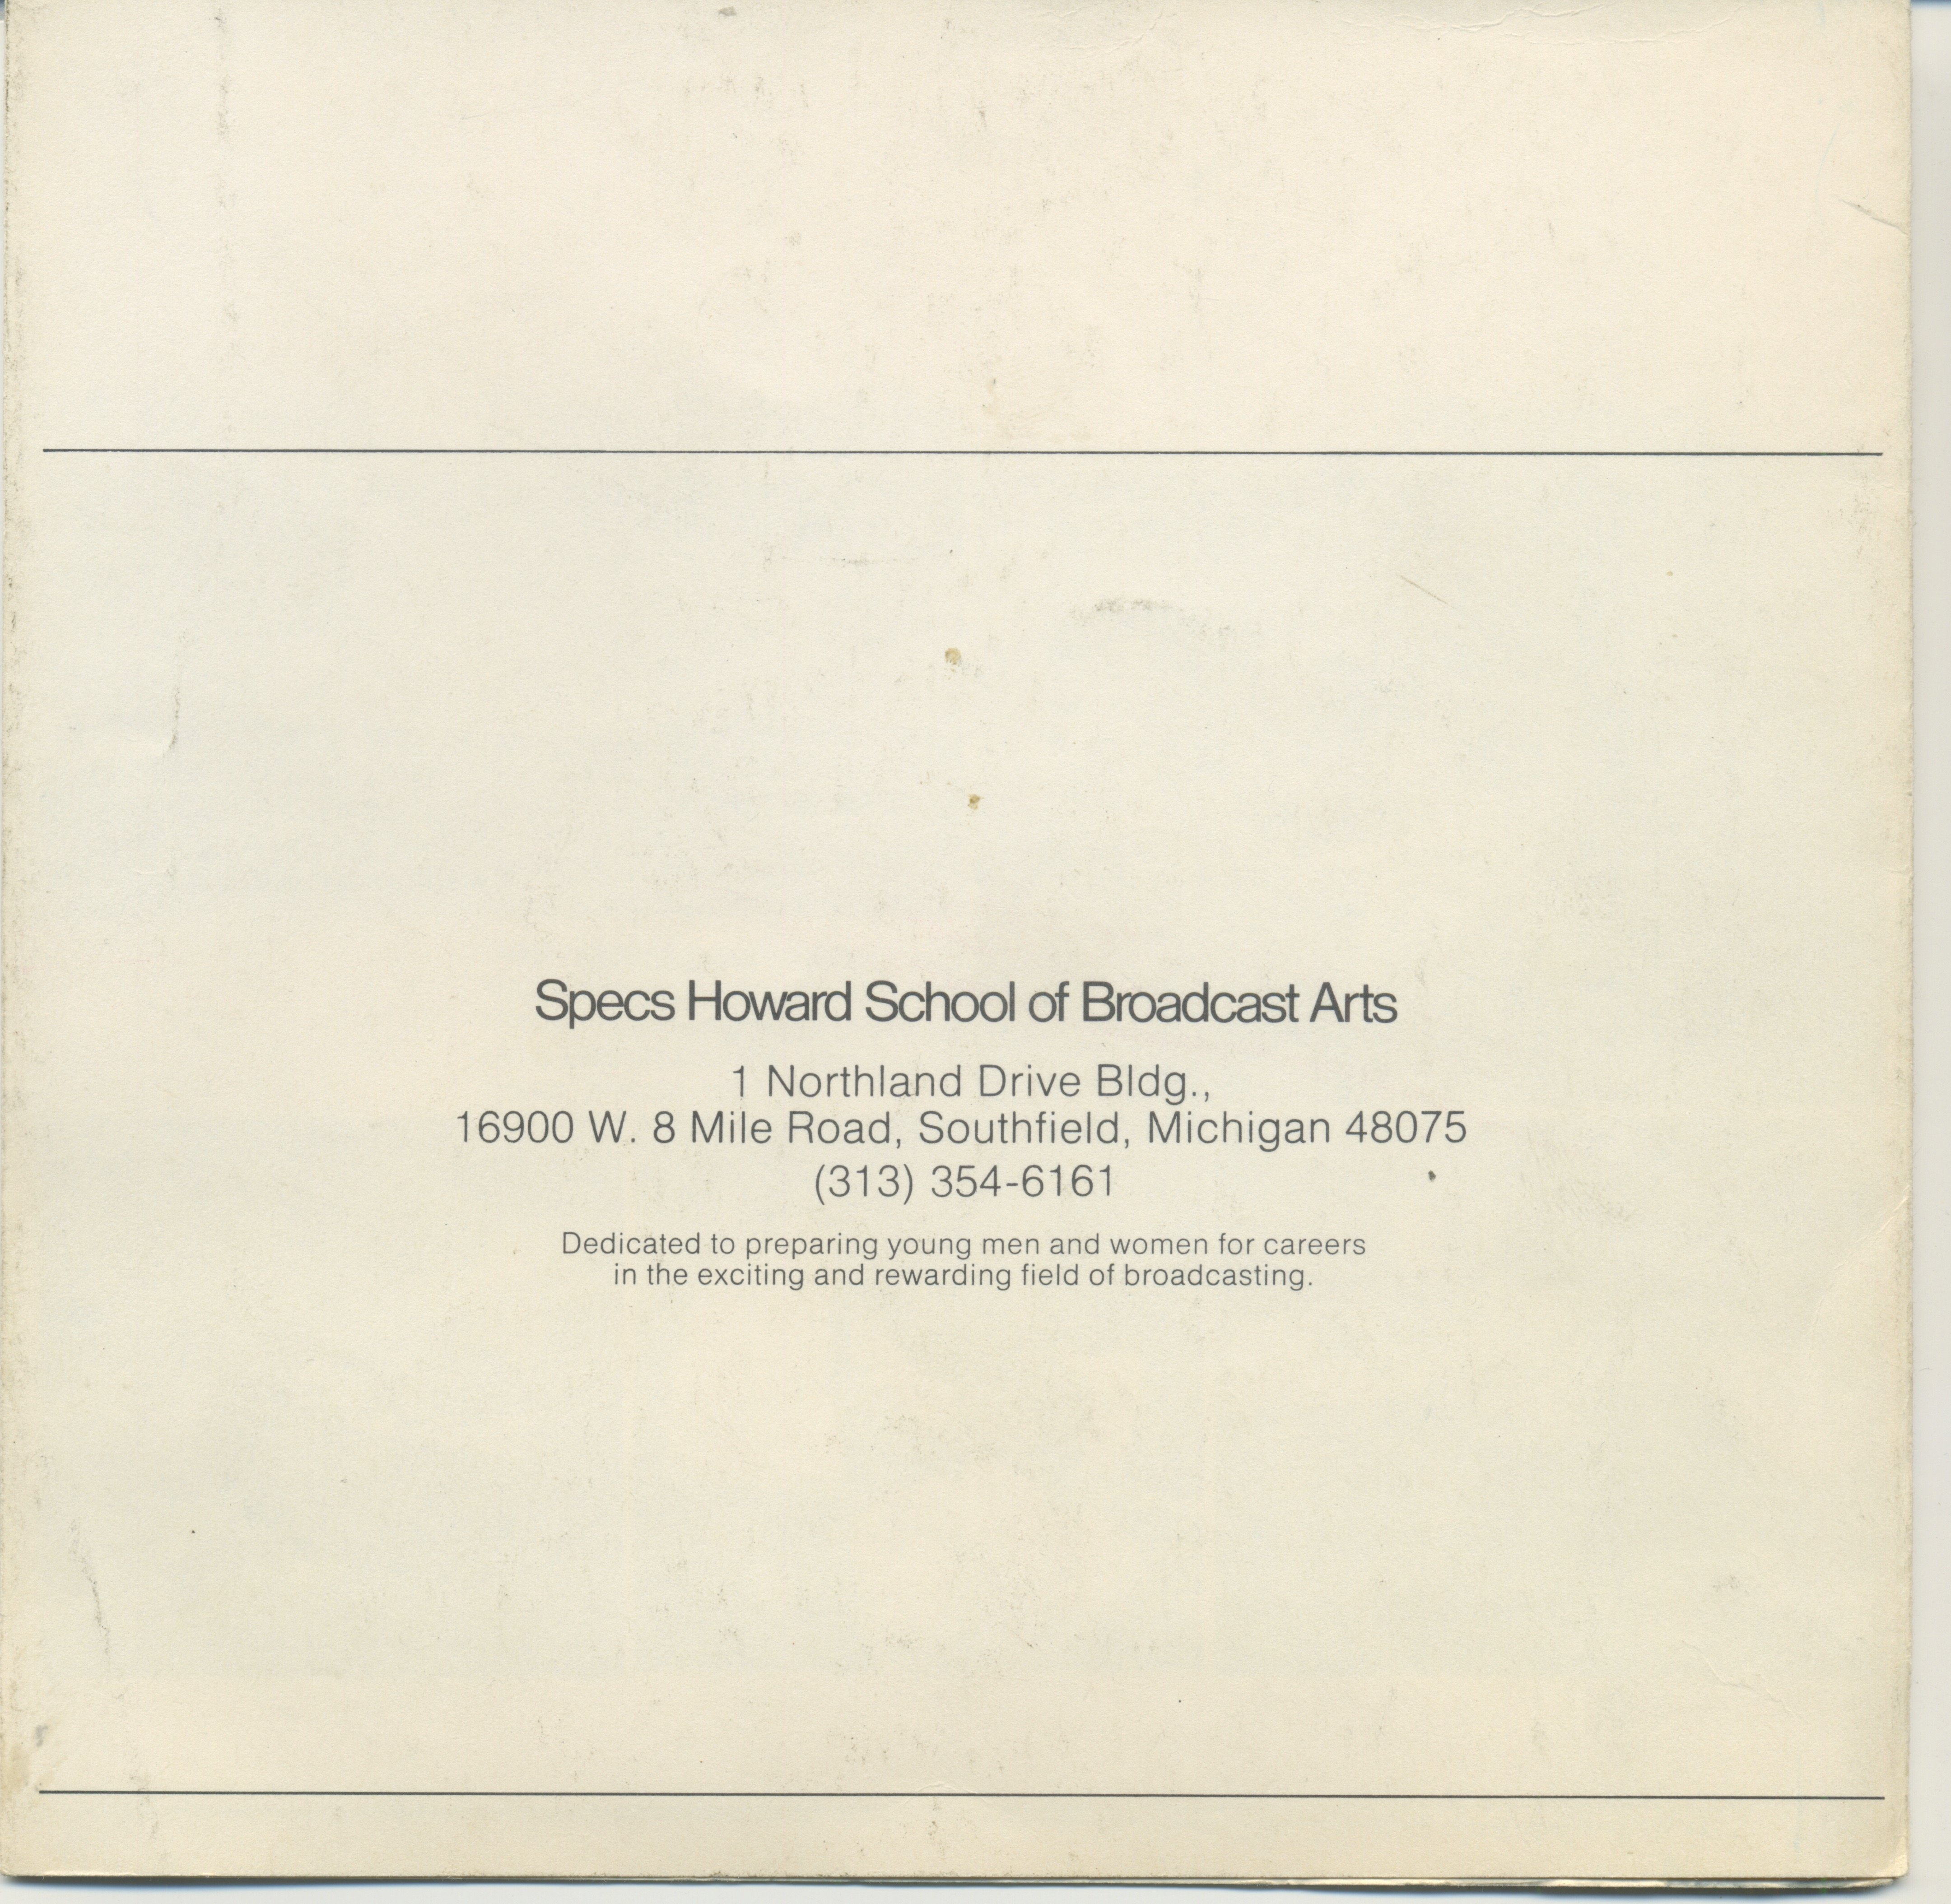 Specs Howard School of Broadcast Arts
1 Northland Drive Bldg.,
16900 W. 8 Mile Road, Southfield, Michigan 48075
(313) 354-6161
Dedicated to preparing young men and women for careers
in the exciting and rewarding field of broadcasting.